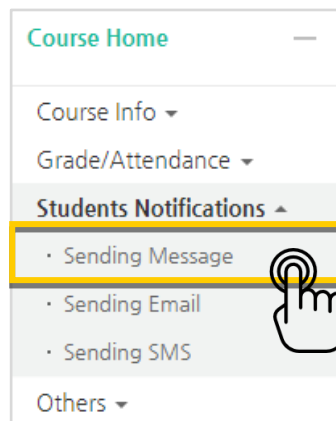 Course Home
Course Info
Grade/Attendance
Students Notifications
· Sending Message
· Sending Email
· Sending SMS
Others